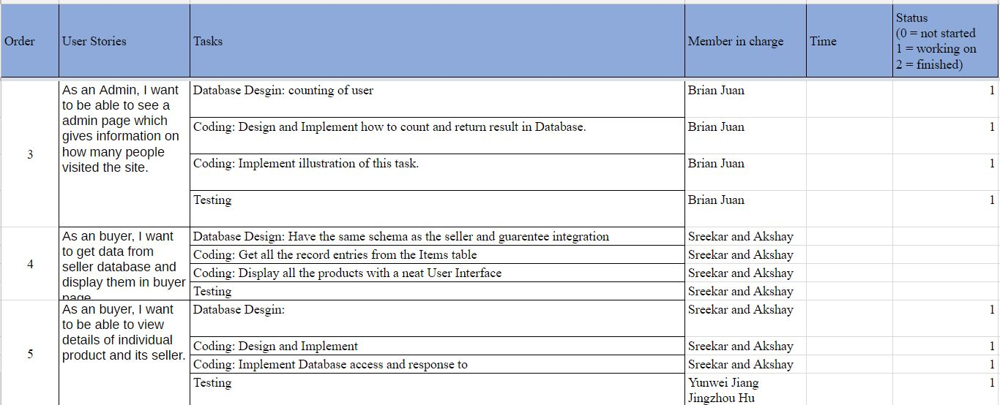 Order
User Stories
Tasks
Member in charge
Time
Status
(0 = not started
1 = working on
2 = finished)
3
As an Admin, I want
to be able to see a
admin page which
gives information on
how many people
visited the site.
Database Desgin: counting of user
Brian Juan
1
Coding: Design and Implement how to count and return result in Database.
Brian Juan
1
Coding: Implement illustration of this task.
Brian Juan
1
Testing
Brian Juan
1
4
As an buyer, I want
to get data from
seller database and
display them in buyer
page
Database Design: Have the same schema as the seller and guarentee integration
Sreekar and Akshay
Coding: Get all the record entries from the Items table
Sreekar and Akshay
Coding: Display all the products with a neat User Interface
Sreekar and Akshay
Testing
Sreekar and Akshay
5
As an buyer, I want
to be able to view
details of individual
product and its seller.
Database Desgin:
Sreekar and Akshay
1
Coding: Design and Implement
Sreekar and Akshay
1
Coding: Implement Database access and response to
Sreekar and Akshay
1
Testing
Yunwei Jiang
Jingzhou Hu
1